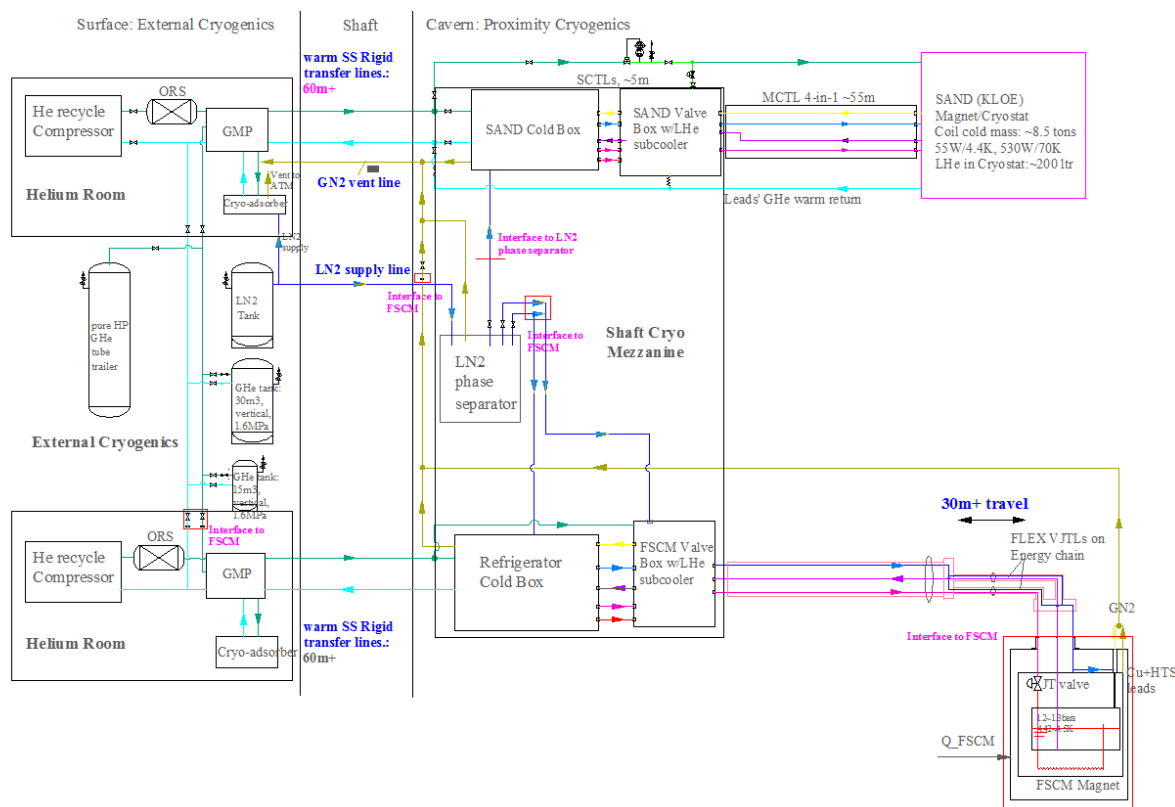 Surface: External Cryogenics
Shaft
Cavern: Proximity Cryogenics
warm SS Rigid
transfer lines.:
60m+
SCTLs, ~5m
ORS
He recycle
Compressor
GMP
Vent to
ATM
Cryo-adsorber
Helium Room
GN2 vent line
SAND Cold Box
SAND Valve
Box w/LHe
subcooler
MCTL 4-in-1 ~55m
SAND (KLOE)
Magnet/Cryostat
Coil cold mass: ~8.5 tons
55W/4.4K, 530W/70K
LHe in Cryostat:~200 ltr
Leads' GHe warm return
LN2
supply
Interface to LN2
phase separator
LN2 supply line
Interface to
FSCM
pure HP
GHe
tube
trailer
LN2
Tank
Interface to
FSCM
LN2
phase
separator
Shaft Cryo
Mezzanine
GHe tank:
30m3,
vertical,
1.6MPa
External Cryogenics
GHe tank:
15m3,
vertical,
1.6MPa
Interface to
FSCM
30m+ travel
FLEX VJTLs on
Energy chain
ORS
He recycle
Compressor
GMP
Cryo-adsorber
Helium Room
warm SS Rigid
transfer lines.:
60m+
Refrigerator
Cold Box
FSCM Valve
Box w/LHe
subcooler
GN2
Interface to FSCM
Cu+HTS
leads
JT valve
Q_FSCM
FSCM Magnet